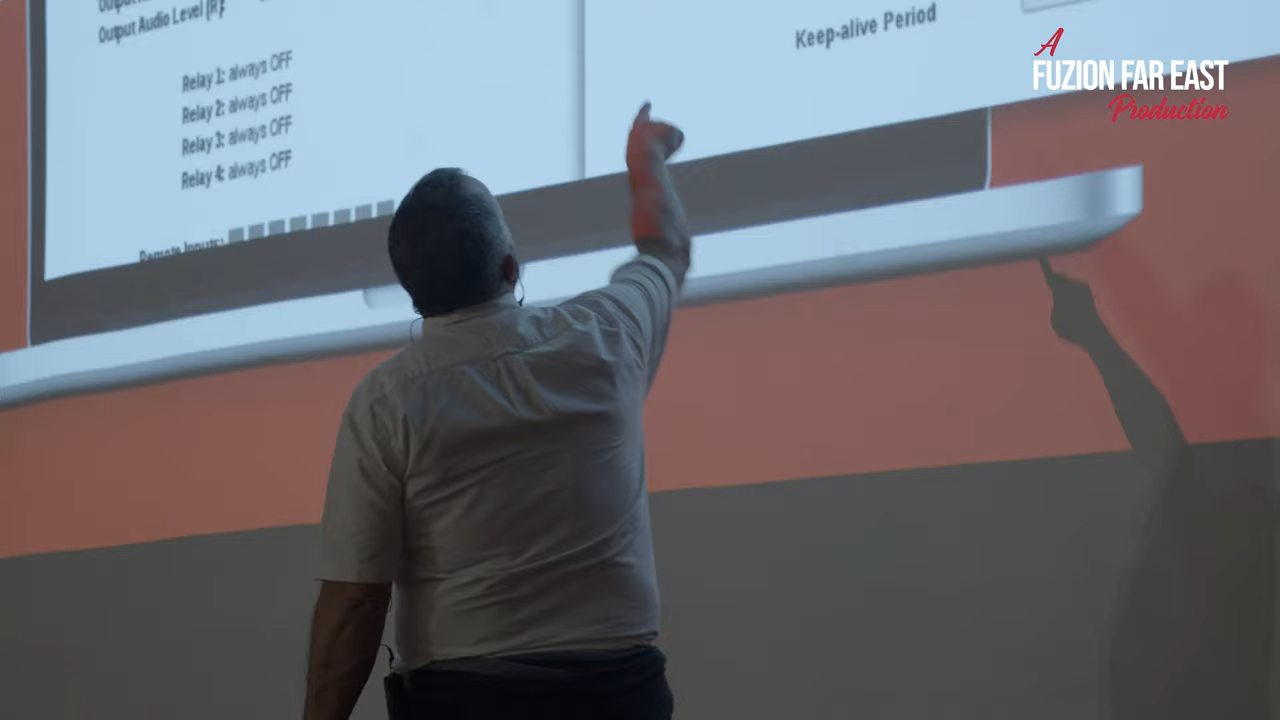 Output Audio Level (R):
Relay 1: always OFF
Relay 2: always OFF
Relay 3: always OFF
Relay 4: always OFF
Remote Inputs:
Keep-alive Period
A
FUZION FAR EAST
Production